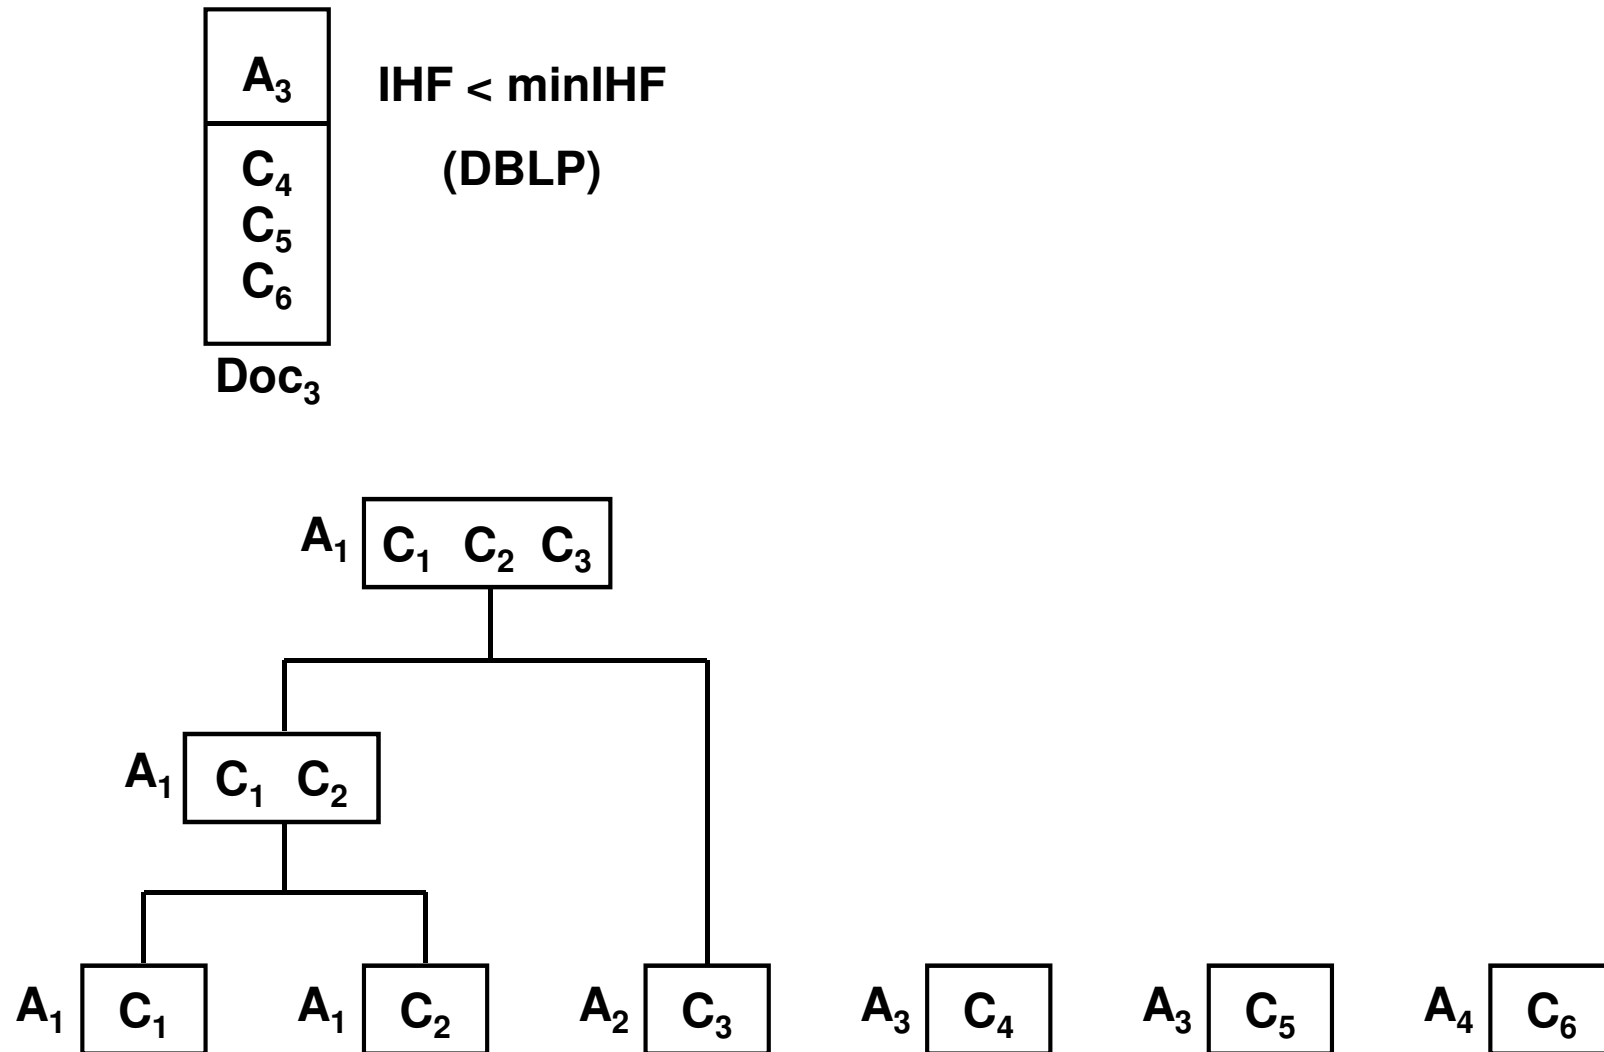 A₃ IHF < minIHF
(DBLP)
C₄
C₅
C₆
Doc₃
A₁ C₁ C₂ C₃
A₁ C₁ C₂
A₁ C₁ A₁ C₂ A₂ C₃ A₃ C₄ A₃ C₅ A₄ C₆